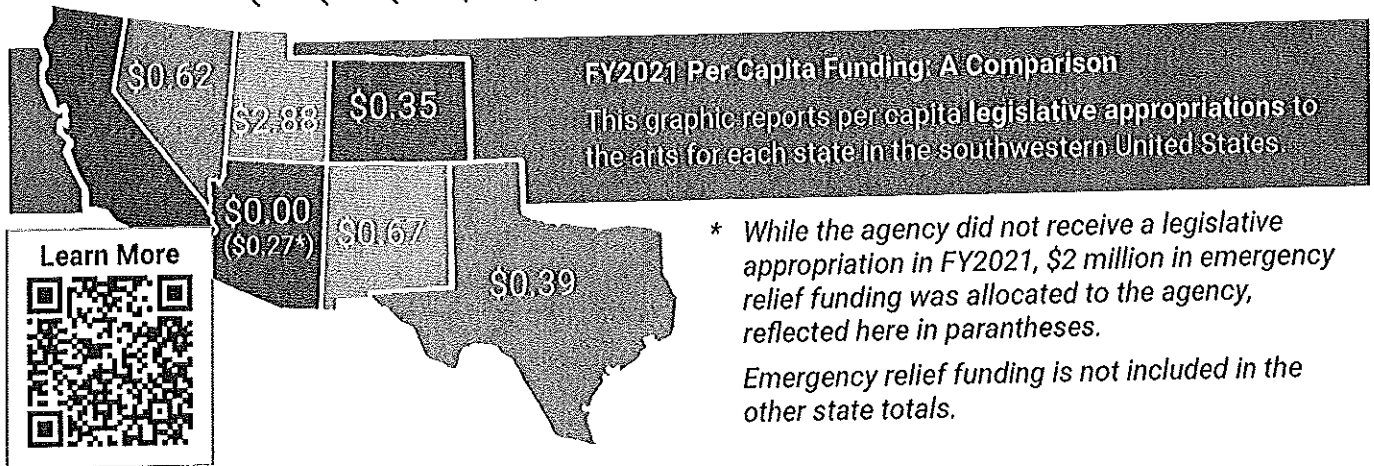 $0.62
$2.88
$0.35
FY2021 Per Capita Funding: A Comparison
This graphic reports per capita legislative appropriations to
the arts for each state in the southwestern United States.
$0.00
($0.27*)
$0.67
$0.39
* While the agency did not receive a legislative
appropriation in FY2021, $2 million in emergency
relief funding was allocated to the agency,
reflected here in parantheses.
Emergency relief funding is not included in the
other state totals.
Learn More